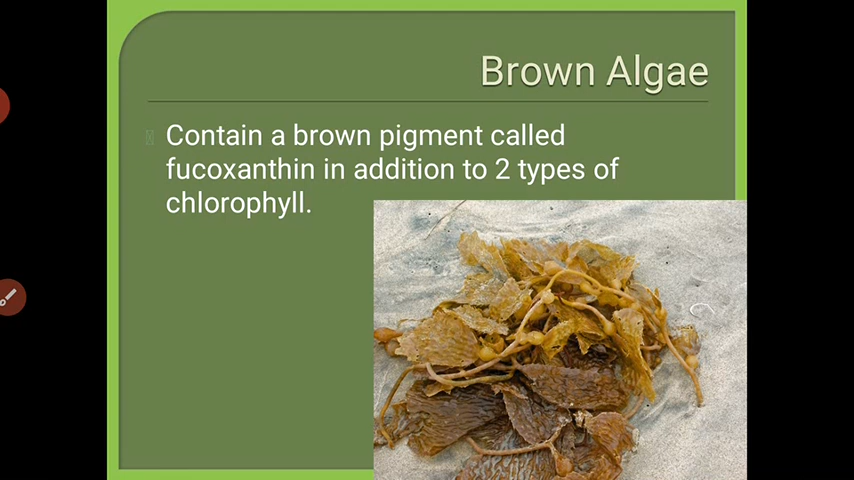 Brown Algae
Contain a brown pigment called
fucoxanthin in addition to 2 types of
chlorophyll.